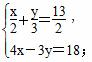 x/2 + y/3 = 13/2,
4x-3y=18;